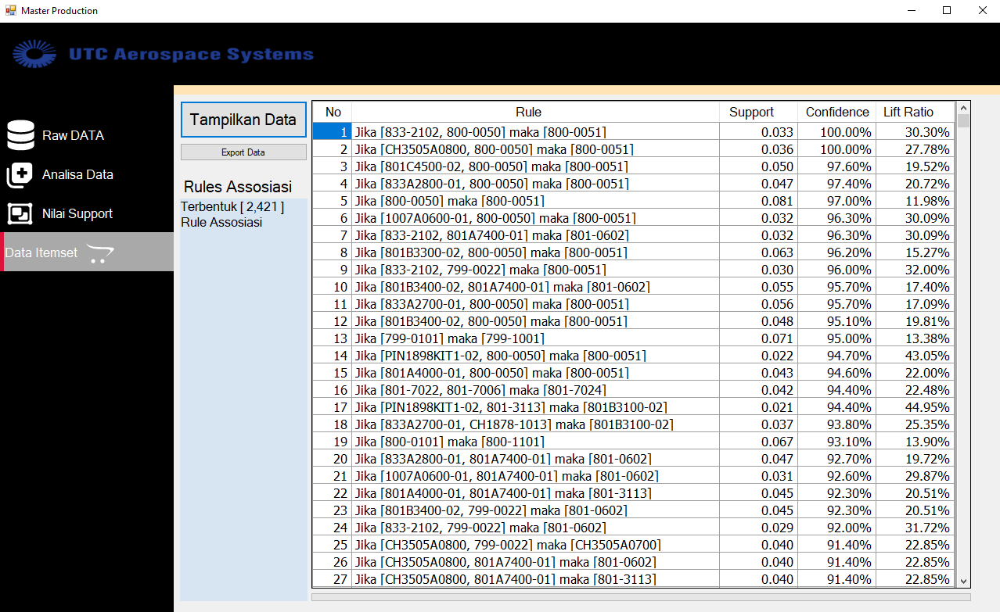 Master Production
UTC Aerospace Systems
Raw DATA
Analisa Data
Nilai Support
Data Itemset
Tampilkan Data
Export Data
Rules Assosiasi
Terbentuk [ 2,421 ]
Rule Assosiasi
No Rule Support Confidence Lift Ratio
1 Jika [833-2102, 800-0050] maka [800-0051] 0.033 100.00% 30.30%
2 Jika [CH3505A0800, 800-0050] maka [800-0051] 0.036 100.00% 27.78%
3 Jika [801C4500-02, 800-0050] maka [800-0051] 0.050 97.60% 19.52%
4 Jika [833A2800-01, 800-0050] maka [800-0051] 0.047 97.40% 20.72%
5 Jika [800-0050] maka [800-0051] 0.081 97.00% 11.98%
6 Jika [1007A0600-01, 800-0050] maka [800-0051] 0.032 96.30% 30.09%
7 Jika [833-2102, 801A7400-01] maka [801-0602] 0.032 96.30% 30.09%
8 Jika [801B3300-02, 800-0050] maka [800-0051] 0.063 96.20% 15.27%
9 Jika [833-2102, 799-0022] maka [800-0051] 0.030 96.00% 32.00%
10 Jika [801B3400-02, 801A7400-01] maka [801-0602] 0.055 95.70% 17.40%
11 Jika [833A2700-01, 800-0050] maka [800-0051] 0.056 95.70% 17.09%
12 Jika [801B3400-02, 800-0050] maka [800-0051] 0.048 95.10% 19.81%
13 Jika [799-0101] maka [799-1001] 0.071 95.00% 13.38%
14 Jika [PIN1898KIT1-02, 800-0050] maka [800-0051] 0.022 94.70% 43.05%
15 Jika [801A4000-01, 800-0050] maka [800-0051] 0.043 94.60% 22.00%
16 Jika [801-7022, 801-7006] maka [801-7024] 0.042 94.40% 22.48%
17 Jika [PIN1898KIT1-02, 801-3113] maka [801B3100-02] 0.021 94.40% 44.95%
18 Jika [833A2700-01, CH1878-1013] maka [801B3100-02] 0.037 93.80% 25.35%
19 Jika [800-0101] maka [800-1101] 0.067 93.10% 13.90%
20 Jika [833A2800-01, 801A7400-01] maka [801-0602] 0.047 92.70% 19.72%
21 Jika [1007A0600-01, 801A7400-01] maka [801-0602] 0.031 92.60% 29.87%
22 Jika [801A4000-01, 801A7400-01] maka [801-3113] 0.045 92.30% 20.51%
23 Jika [801B3400-02, 799-0022] maka [801-0602] 0.045 92.30% 20.51%
24 Jika [833-2102, 799-0022] maka [801-0602] 0.029 92.00% 31.72%
25 Jika [CH3505A0800, 799-0022] maka [CH3505A0700] 0.040 91.40% 22.85%
26 Jika [CH3505A0800, 801A7400-01] maka [801-0602] 0.040 91.40% 22.85%
27 Jika [CH3505A0800, 801A7400-01] maka [801-3113] 0.040 91.40% 22.85%